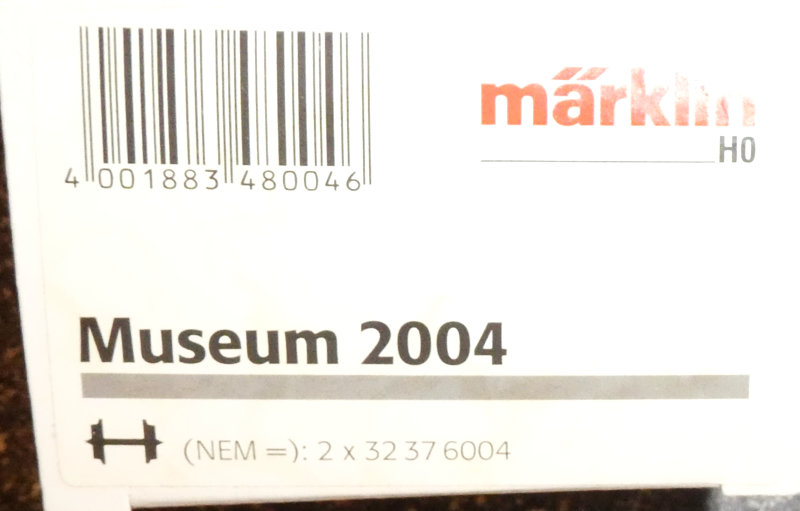 märklin
H0
4 001883 480046
Museum 2004
(NEM =): 2 x 32 37 6004